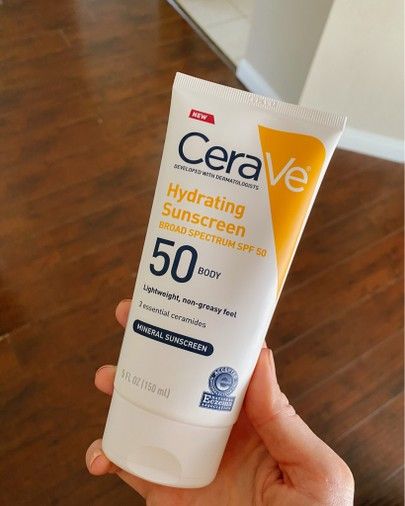 NEW
CeraVe®
DEVELOPED WITH DERMATOLOGISTS
Hydrating
Sunscreen
BROAD SPECTRUM SPF 50
50 BODY
Lightweight, non-greasy feel
3 essential ceramides
MINERAL SUNSCREEN
5 FL OZ (150 ml)
Eczema